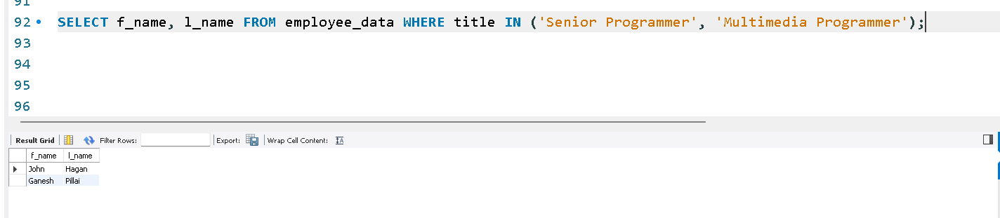 91
92 SELECT f_name, l_name FROM employee_data WHERE title IN ('Senior Programmer', 'Multimedia Programmer');
93
94
95
96
Result Grid Filter Rows: Export: Wrap Cell Content:
f_name l_name
John Hagan
Ganesh Pillai